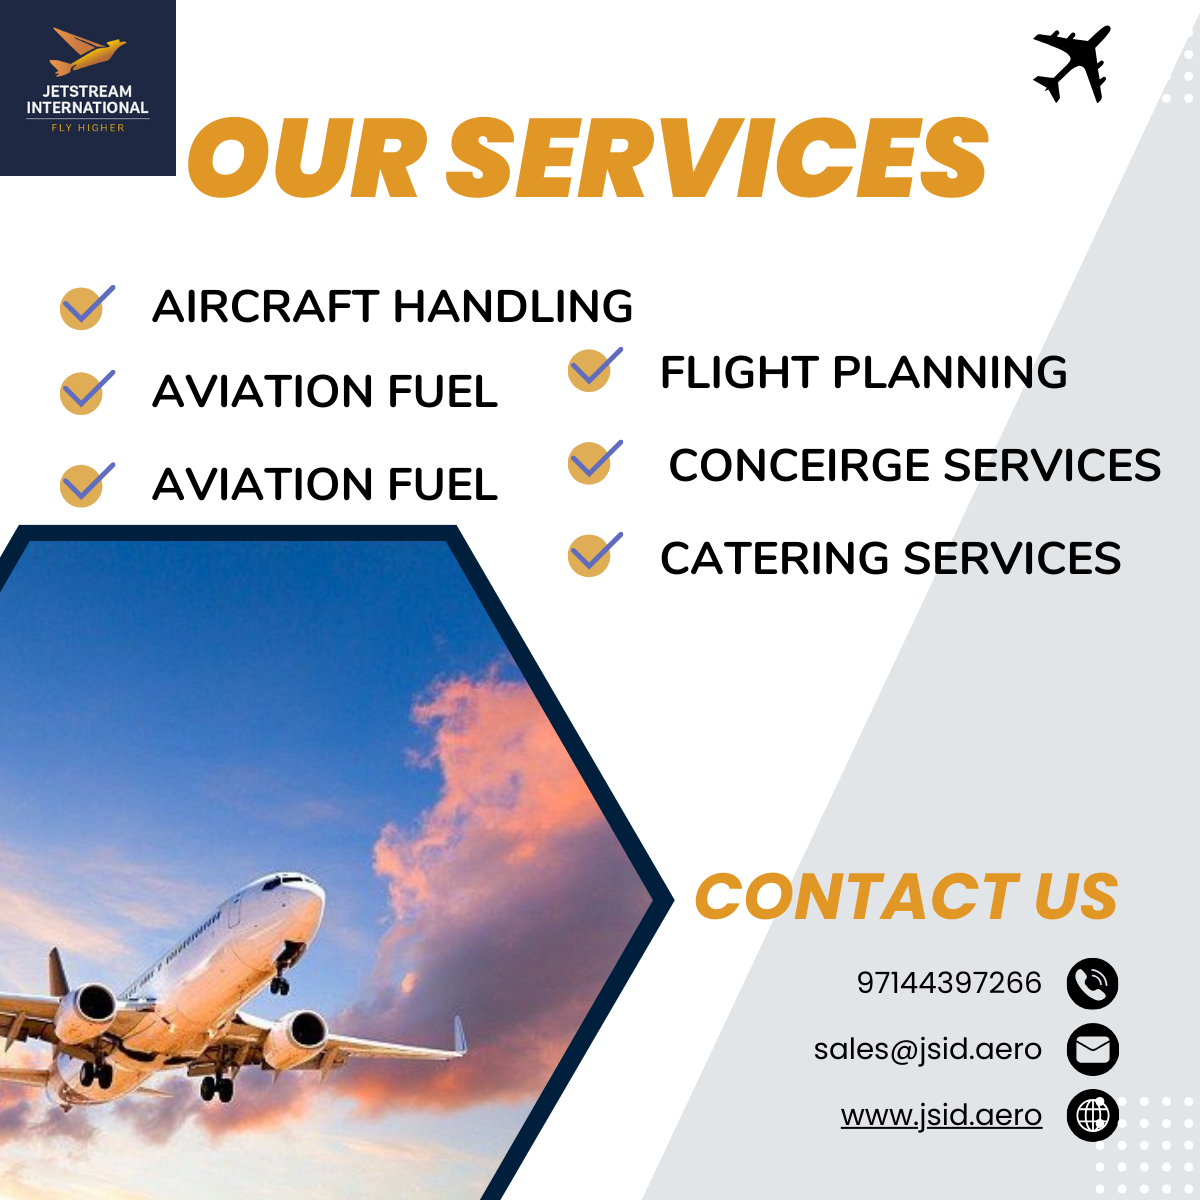 JETSTREAM
INTERNATIONAL
FLY HIGHER
OUR SERVICES
AIRCRAFT HANDLING
AVIATION FUEL
AVIATION FUEL
FLIGHT PLANNING
CONCEIRGE SERVICES
CATERING SERVICES
CONTACT US
97144397266
sales@jsid.aero
www.jsid.aero